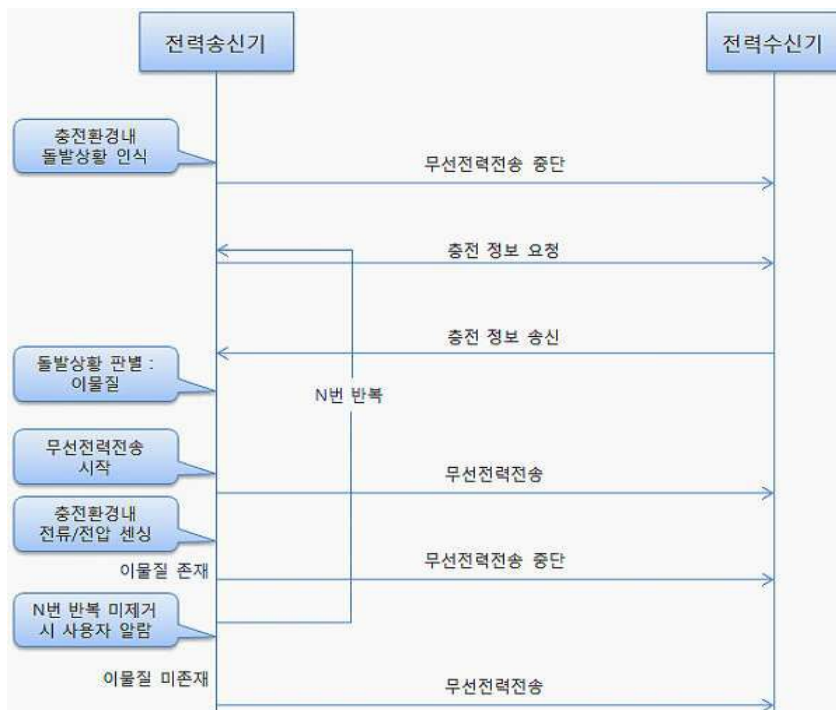 전력송신기
전력수신기
충전환경내
돌발상황 인식
무선전력전송 중단
충전 정보 요청
충전 정보 송신
돌발상황 판별 :
이물질
N번 반복
무선전력전송
시작
무선전력전송
충전환경내
전류/전압 센싱
무선전력전송 중단
이물질 존재
N번 반복 미제거
시 사용자 알람
이물질 미존재
무선전력전송